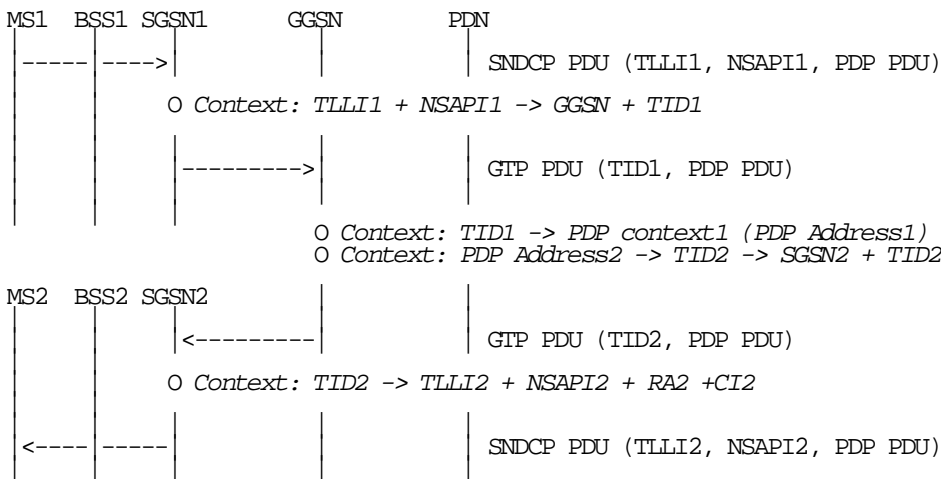 MS1 BSS1 SGSN1 GGSN PDN
SNDCP PDU (TLLI1, NSAPI1, PDP PDU)
O Context: TLLI1 + NSAPI1 -> GGSN + TID1
GTP PDU (TID1, PDP PDU)
O Context: TID1 -> PDP context1 (PDP Address1)
O Context: PDP Address2 -> TID2 -> SGSN2 + TID2
MS2 BSS2 SGSN2
GTP PDU (TID2, PDP PDU)
O Context: TID2 -> TLLI2 + NSAPI2 + RA2 +CI2
SNDCP PDU (TLLI2, NSAPI2, PDP PDU)